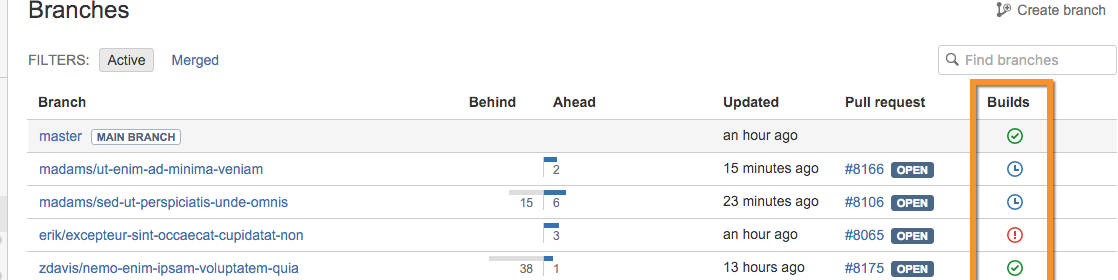 Branches
Create branch
FILTERS: Active Merged
Find branches
Branch Behind Ahead Updated Pull request Builds
master MAIN BRANCH an hour ago
madams/ut-enim-ad-minima-veniam 2 15 minutes ago #8166 OPEN
madams/sed-ut-perspiciatis-unde-omnis 15 6 23 minutes ago #8106 OPEN
erik/excepteur-sint-occaecat-cupidatat-non 3 an hour ago #8065 OPEN
zdavis/nemo-enim-ipsam-voluptatem-quia 38 1 13 hours ago #8175 OPEN